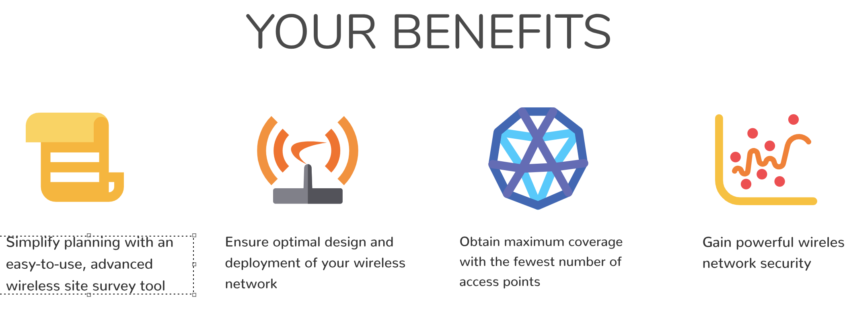 YOUR BENEFITS
Simplify planning with an
easy-to-use, advanced
wireless site survey tool
Ensure optimal design and
deployment of your wireless
network
Obtain maximum coverage
with the fewest number of
access points
Gain powerful wireles
network security